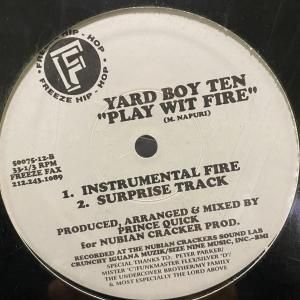 • FREEZE HIP - HOP • FREEZE HIP - HOP
F
YARD BOY TEN
"PLAY WIT FIRE"
(M. NAPURI)
50075-12-B
33-1/3 RPM
FREEZE FAX
212.243.1089
1. INSTRUMENTAL FIRE
2. SURPRISE TRACK
PRODUCED, ARRANGED & MIXED BY
PRINCE QUICK
for NUBIAN CRACKER PROD.
RECORDED AT THE NUBIAN CRACKERS SOUND LAB
CRUNCHY IGUANA MUZIK/SIZE NINE MUSIC, INC.-BMI
SPECIAL THANKS TO: PETER PARKER/
MISTER "C"/FUNKMASTER FLEX/SILVER "D"/
THE UNDERCOVER BROTHER/MY FAMILY
& MOST ESPECIALLY THE LORD ABOVE